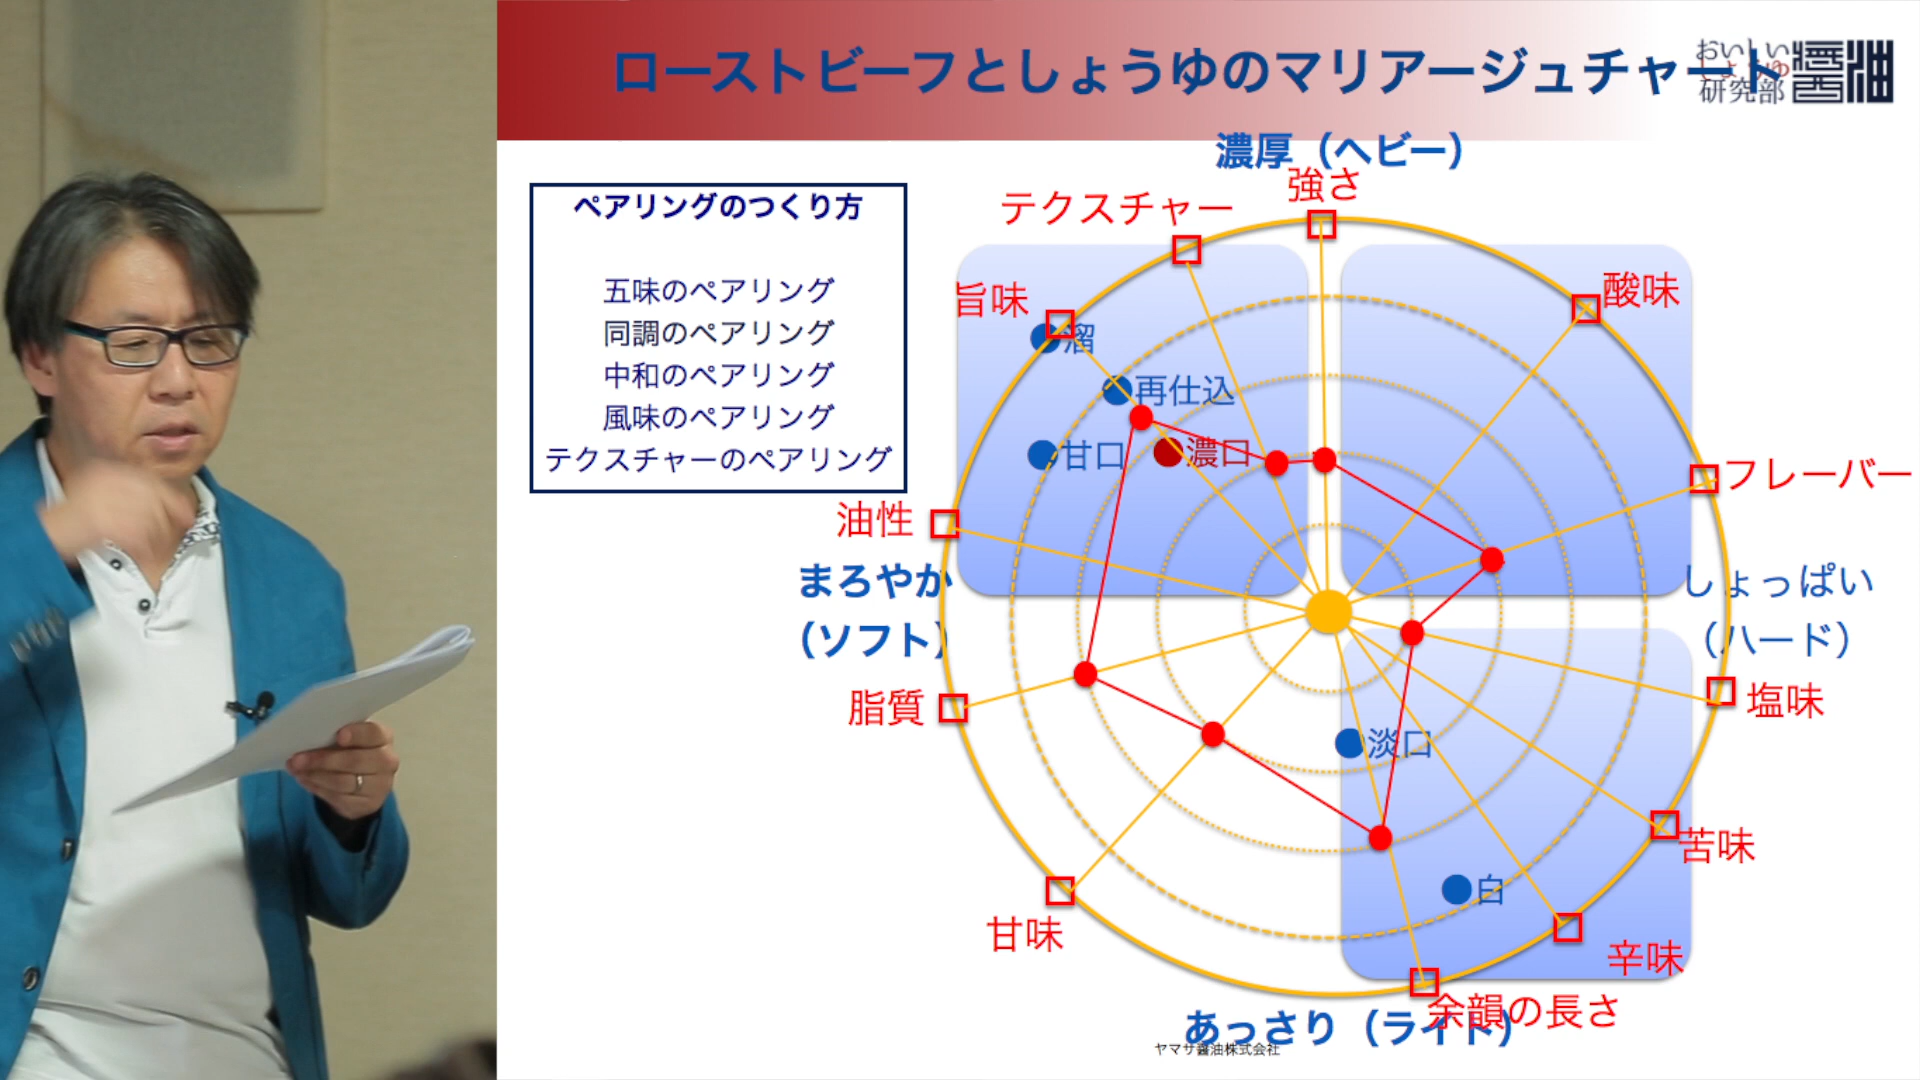 ローストビーフとしょうゆのマリアージュチャート
おいしい
しょうゆ
研究部
醤油
濃厚（ヘビー）
ペアリングのつくり方
五味のペアリング
同調のペアリング
中和のペアリング
風味のペアリング
テクスチャーのペアリング
強さ
テクスチャー
酸味
旨味
溜
再仕込
甘口
濃口
フレーバー
油性
まろやか
（ソフト）
しょっぱい
（ハード）
脂質
塩味
淡口
苦味
白
甘味
辛味
余韻の長さ
あっさり（ライト）
ヤマサ醤油株式会社